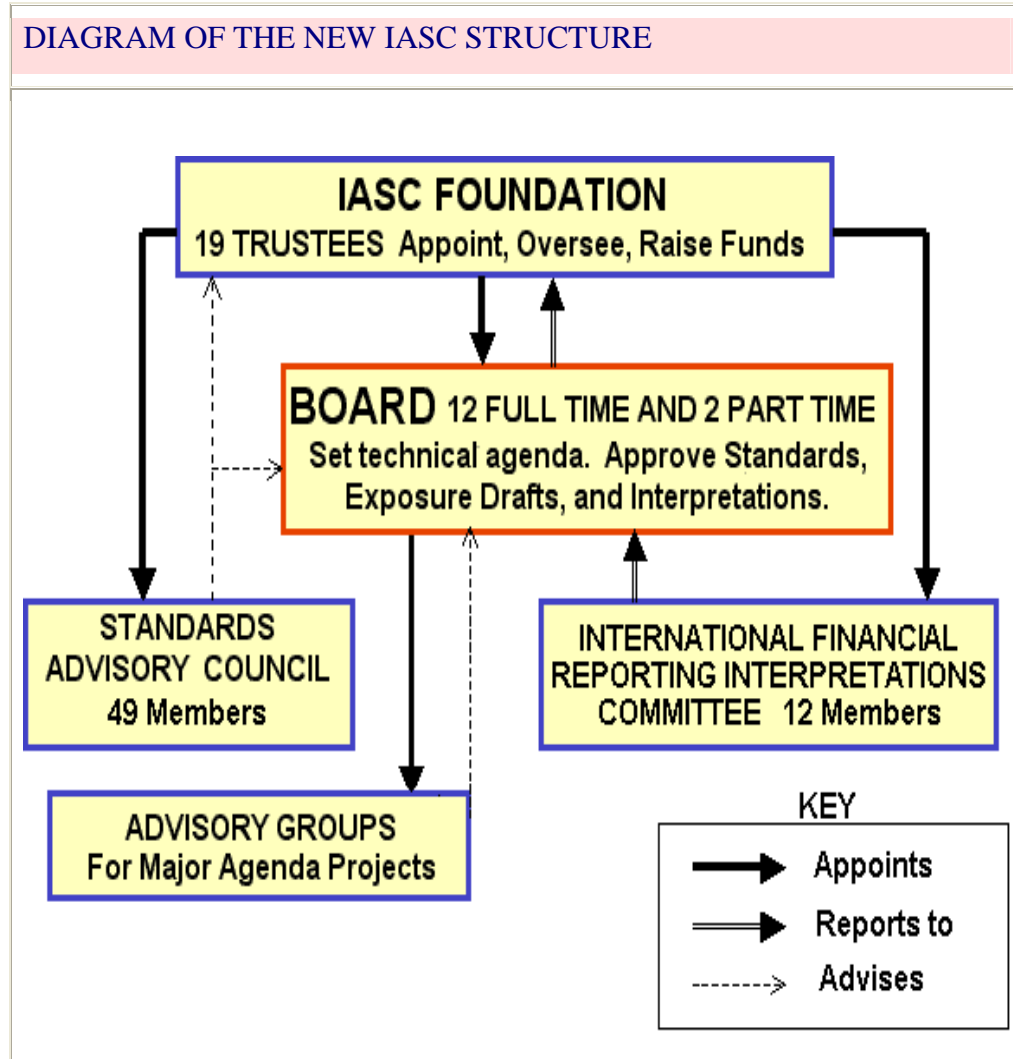 DIAGRAM OF THE NEW IASC STRUCTURE
IASC FOUNDATION
19 TRUSTEES Appoint, Oversee, Raise Funds
BOARD 12 FULL TIME AND 2 PART TIME
Set technical agenda. Approve Standards,
Exposure Drafts, and Interpretations.
STANDARDS
ADVISORY COUNCIL
49 Members
INTERNATIONAL FINANCIAL
REPORTING INTERPRETATIONS
COMMITTEE 12 Members
ADVISORY GROUPS
For Major Agenda Projects
KEY
Appoints
Reports to
Advises